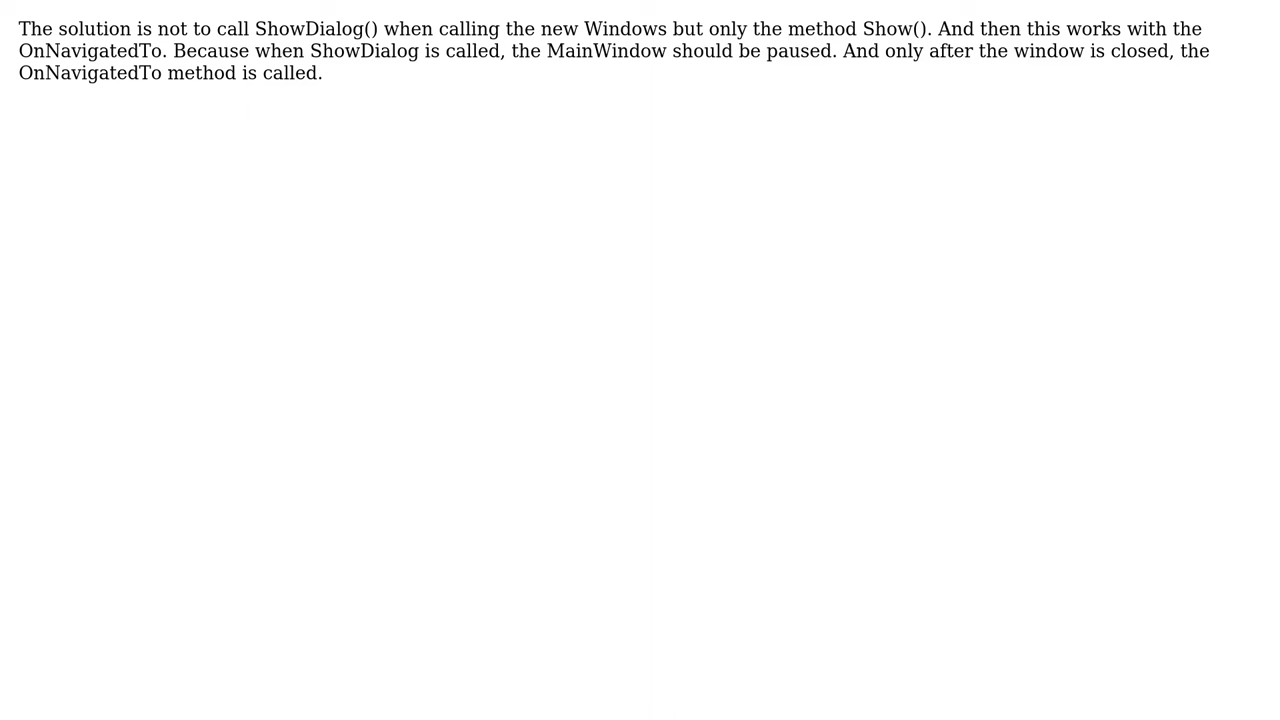 The solution is not to call ShowDialog() when calling the new Windows but only the method Show(). And then this works with the
OnNavigatedTo. Because when ShowDialog is called, the MainWindow should be paused. And only after the window is closed, the
OnNavigatedTo method is called.